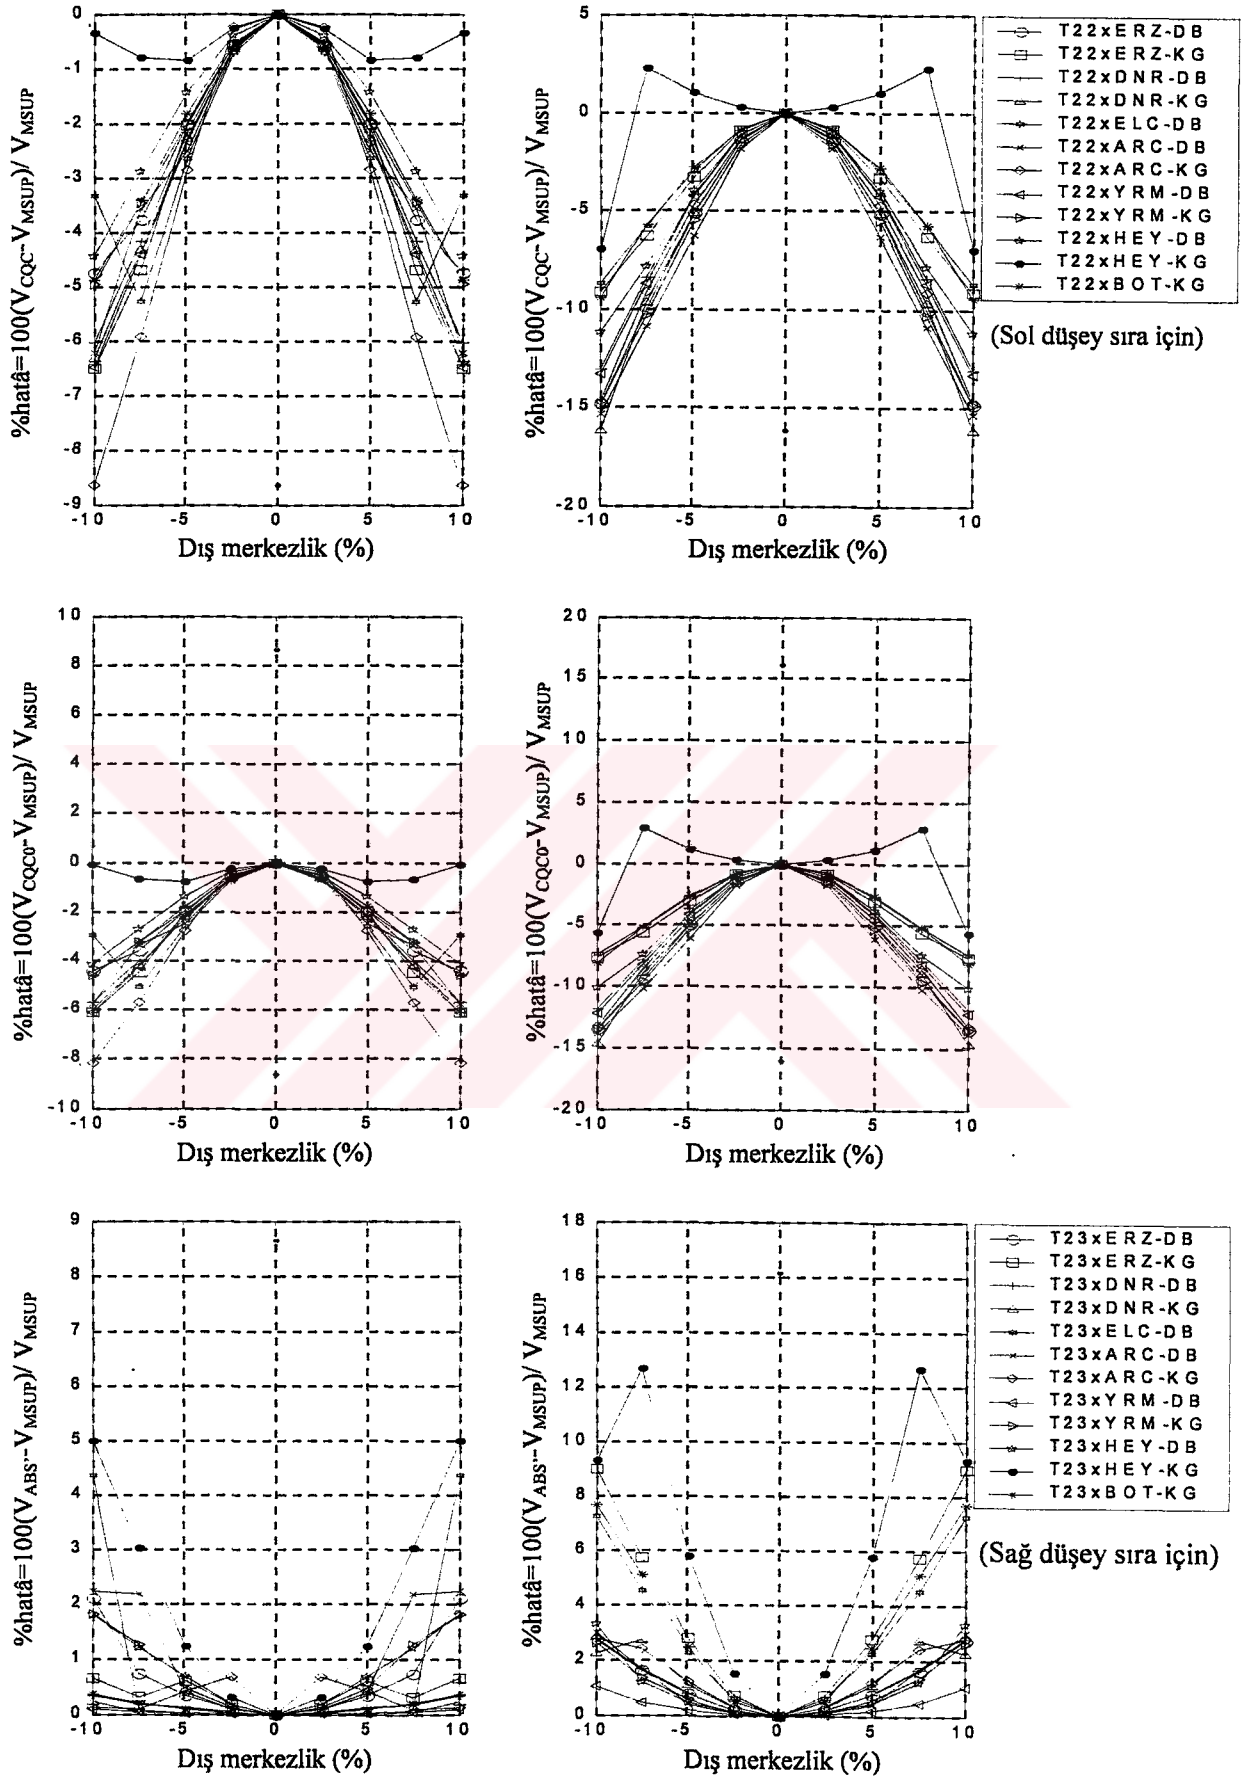 %hatâ=100(V_CQC-V_MSUP)/ V_MSUP
0
-1
-2
-3
-4
-5
-6
-7
-8
-9
-10
-5
0
5
10
Dış merkezlik (%)
%hatâ=100(V_CQC-V_MSUP)/ V_MSUP
5
0
-5
-10
-15
-20
-10
-5
0
5
10
Dış merkezlik (%)
T22xERZ-DB
T22xERZ-KG
T22xDNR-DB
T22xDNR-KG
T22xELC-DB
T22xARC-DB
T22xARC-KG
T22xYRM-DB
T22xYRM-KG
T22xHEY-DB
T22xHEY-KG
T22xBOT-KG
(Sol düşey sıra için)
%hatâ=100(V_CQC0-V_MSUP)/ V_MSUP
10
8
6
4
2
0
-2
-4
-6
-8
-10
-10
-5
0
5
10
Dış merkezlik (%)
%hatâ=100(V_CQC0-V_MSUP)/ V_MSUP
20
15
10
5
0
-5
-10
-15
-20
-10
-5
0
5
10
Dış merkezlik (%)
%hatâ=100(V_ABS'''-V_MSUP)/ V_MSUP
9
8
7
6
5
4
3
2
1
0
-10
-5
0
5
10
Dış merkezlik (%)
%hatâ=100(V_ABS'''-V_MSUP)/ V_MSUP
18
16
14
12
10
8
6
4
2
0
-10
-5
0
5
10
Dış merkezlik (%)
T23xERZ-DB
T23xERZ-KG
T23xDNR-DB
T23xDNR-KG
T23xELC-DB
T23xARC-DB
T23xARC-KG
T23xYRM-DB
T23xYRM-KG
T23xHEY-DB
T23xHEY-KG
T23xBOT-KG
(Sağ düşey sıra için)